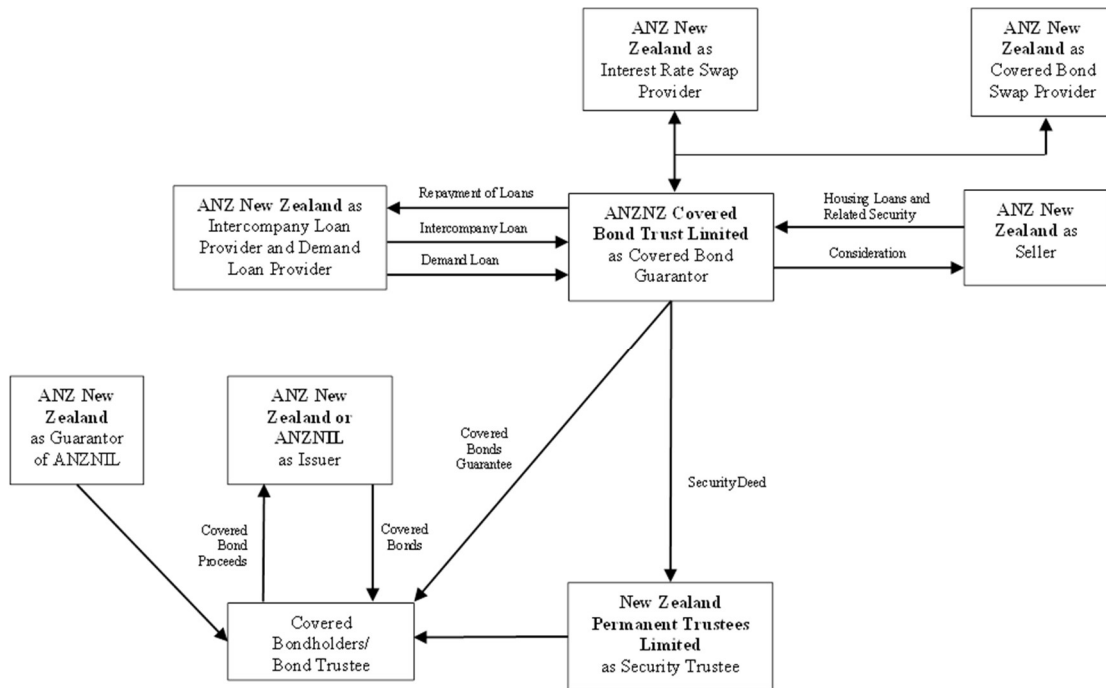 ANZ New
Zealand as
Interest Rate Swap
Provider
ANZ New
Zealand as
Covered Bond
Swap Provider
ANZ New Zealand as
Intercompany Loan
Provider and Demand
Loan Provider
Repayment of Loans
Intercompany Loan
Demand Loan
ANZNZ Covered
Bond Trust Limited
as Covered Bond
Guarantor
Housing Loans and
Related Security
Consideration
ANZ New
Zealand as
Seller
ANZ New
Zealand
as Guarantor
of ANZNIL
ANZ New
Zealand or
ANZNIL
as Issuer
Covered
Bonds
Guarantee
Security Deed
Covered
Bond
Proceeds
Covered
Bonds
Covered
Bondholders/
Bond Trustee
New Zealand
Permanent Trustees
Limited
as Security Trustee